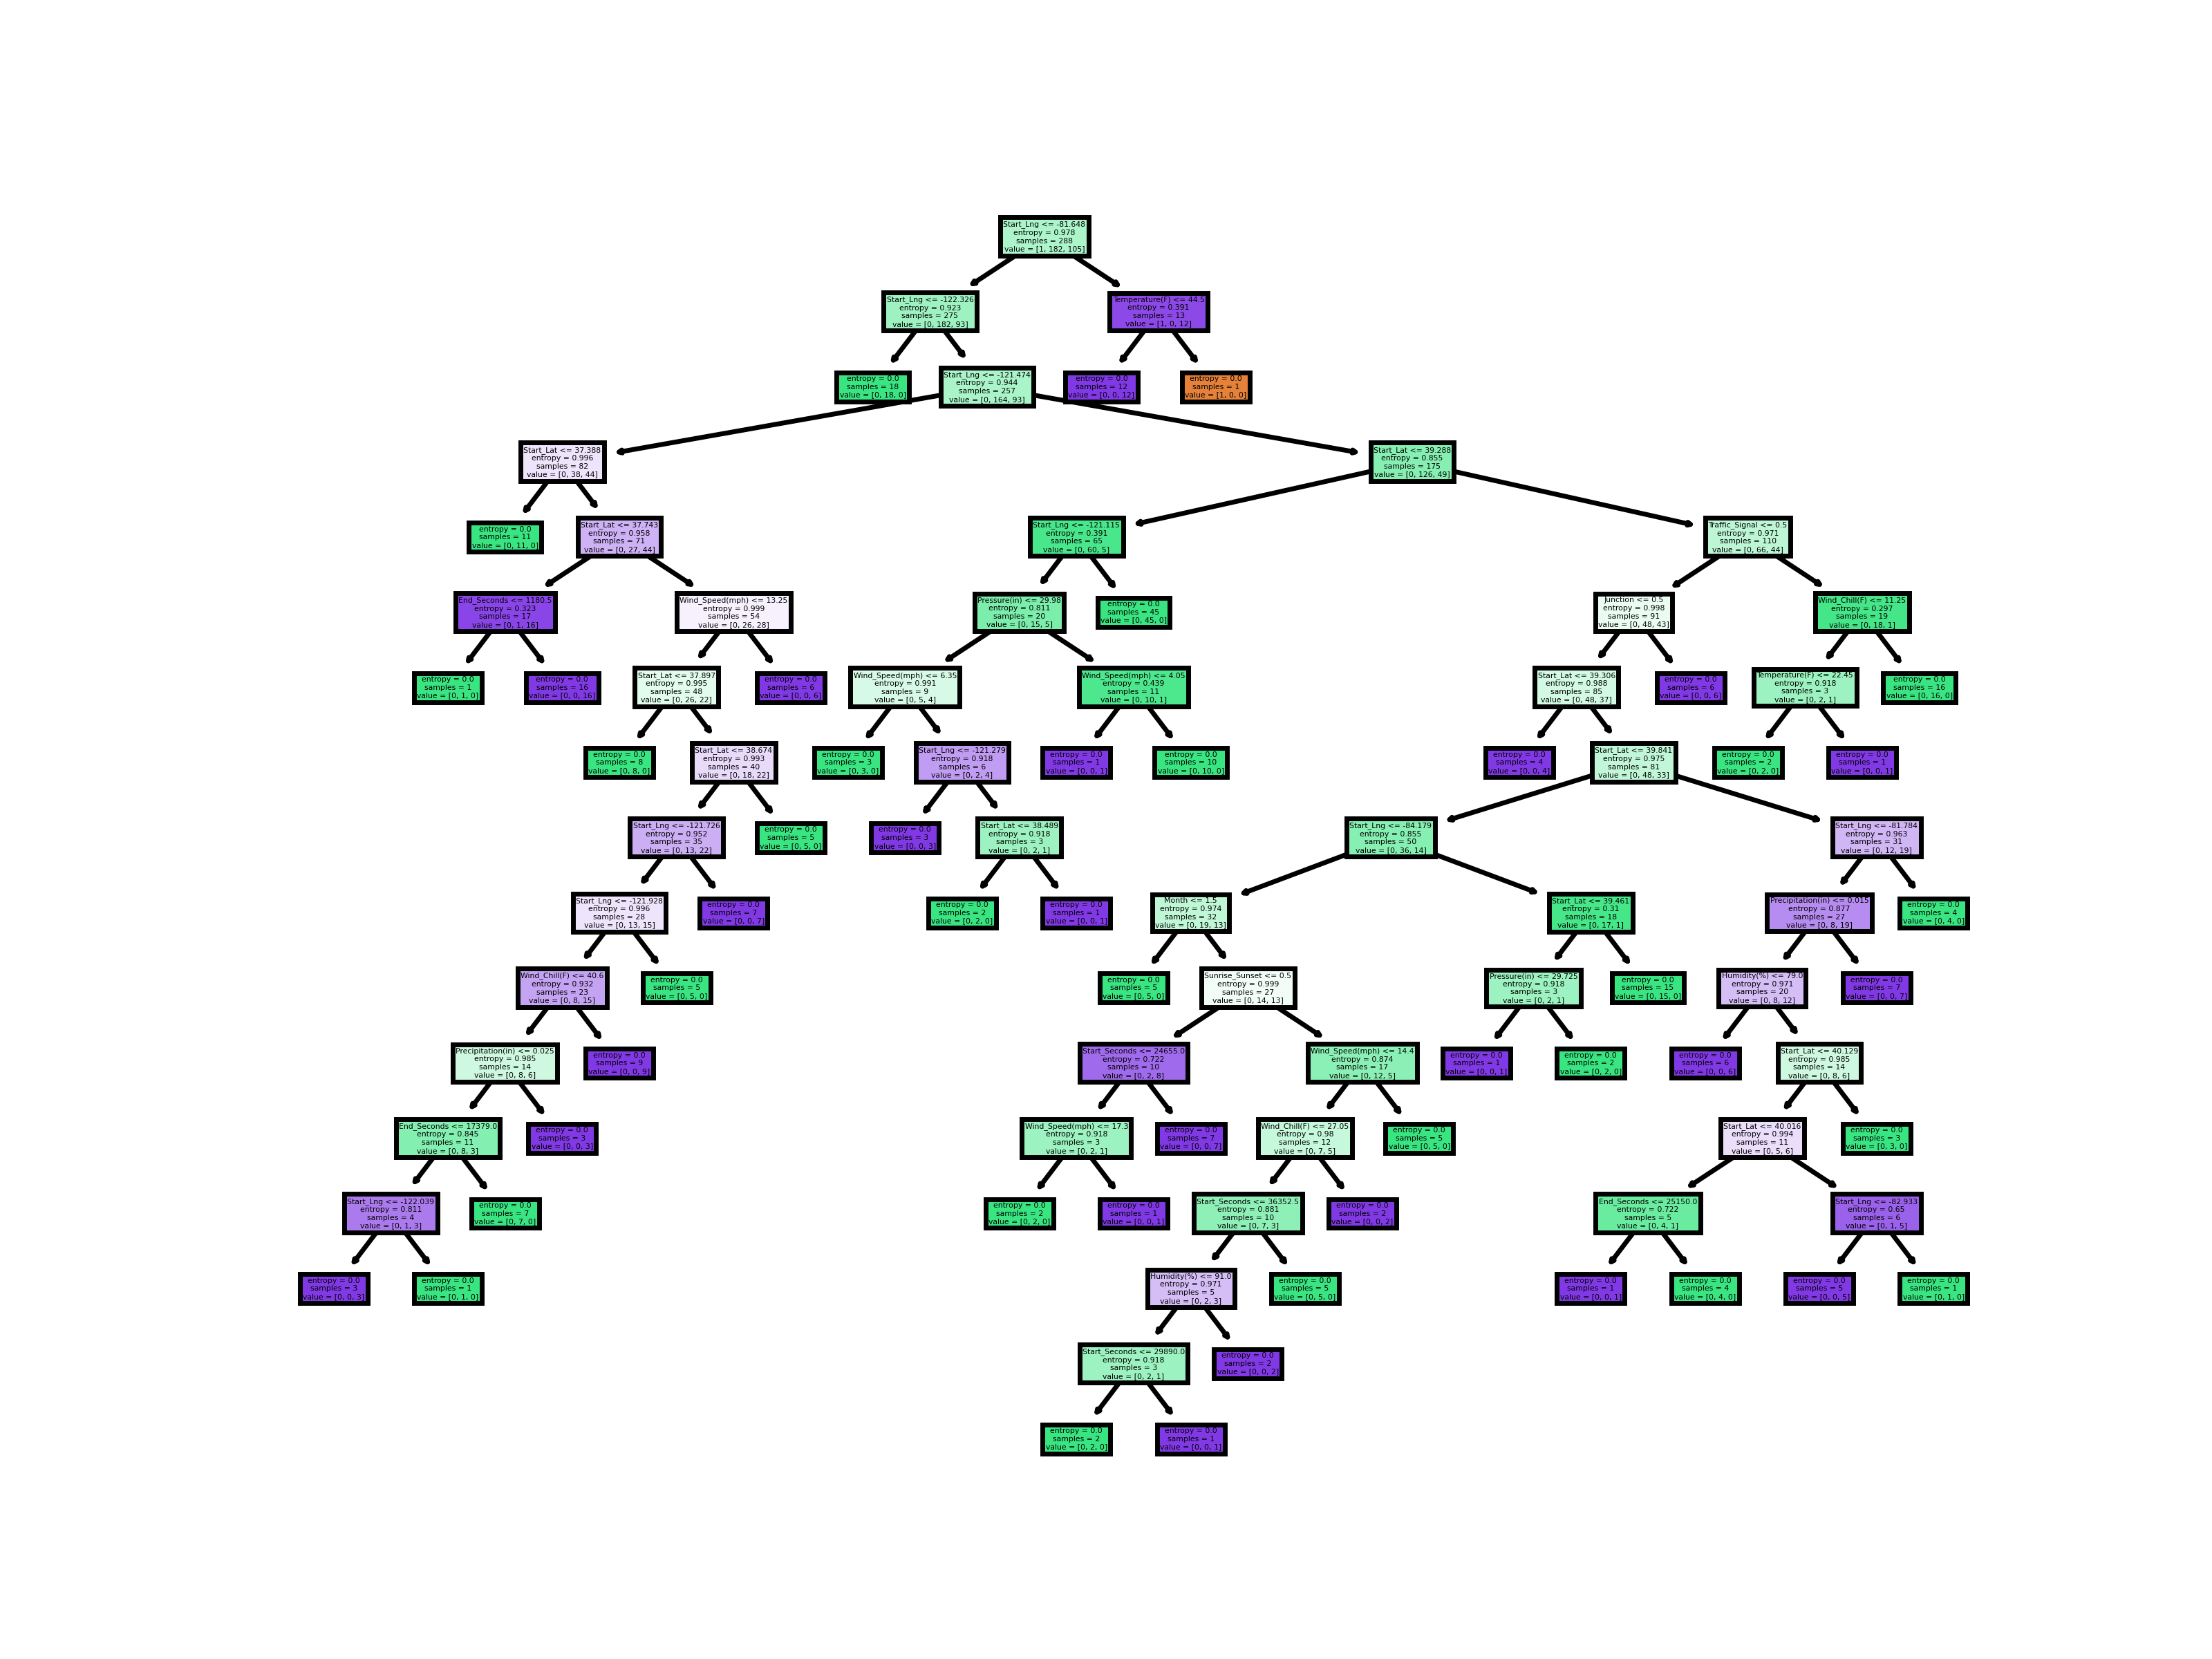 Start_Lng <= -81.648
entropy = 0.978
samples = 288
value = [1, 182, 105]
Start_Lng <= -122.326
entropy = 0.923
samples = 275
value = [0, 182, 93]
Temperature(F) <= 44.5
entropy = 0.391
samples = 13
value = [1, 0, 12]
entropy = 0.0
samples = 18
value = [0, 18, 0]
Start_Lng <= -121.474
entropy = 0.944
samples = 257
value = [0, 164, 93]
entropy = 0.0
samples = 12
value = [0, 0, 12]
entropy = 0.0
samples = 1
value = [1, 0, 0]
Start_Lat <= 37.388
entropy = 0.996
samples = 82
value = [0, 38, 44]
Start_Lat <= 39.288
entropy = 0.855
samples = 175
value = [0, 126, 49]
entropy = 0.0
samples = 11
value = [0, 11, 0]
Start_Lat <= 37.743
entropy = 0.958
samples = 71
value = [0, 27, 44]
Start_Lng <= -121.115
entropy = 0.391
samples = 65
value = [0, 60, 5]
Traffic_Signal <= 0.5
entropy = 0.971
samples = 110
value = [0, 66, 44]
End_Seconds <= 1180.5
entropy = 0.323
samples = 17
value = [0, 1, 16]
Wind_Speed(mph) <= 13.25
entropy = 0.999
samples = 54
value = [0, 26, 28]
Pressure(in) <= 29.98
entropy = 0.811
samples = 20
value = [0, 15, 5]
entropy = 0.0
samples = 45
value = [0, 45, 0]
Junction <= 0.5
entropy = 0.998
samples = 91
value = [0, 48, 43]
Wind_Chill(F) <= 11.25
entropy = 0.297
samples = 19
value = [0, 18, 1]
entropy = 0.0
samples = 1
value = [0, 1, 0]
entropy = 0.0
samples = 16
value = [0, 0, 16]
Start_Lat <= 37.897
entropy = 0.995
samples = 48
value = [0, 26, 22]
entropy = 0.0
samples = 6
value = [0, 0, 6]
Wind_Speed(mph) <= 6.35
entropy = 0.991
samples = 9
value = [0, 5, 4]
Wind_Speed(mph) <= 4.05
entropy = 0.439
samples = 11
value = [0, 10, 1]
Start_Lat <= 39.306
entropy = 0.988
samples = 85
value = [0, 48, 37]
entropy = 0.0
samples = 6
value = [0, 0, 6]
Temperature(F) <= 22.45
entropy = 0.918
samples = 3
value = [0, 2, 1]
entropy = 0.0
samples = 16
value = [0, 16, 0]
entropy = 0.0
samples = 8
value = [0, 8, 0]
Start_Lat <= 38.674
entropy = 0.993
samples = 40
value = [0, 18, 22]
entropy = 0.0
samples = 3
value = [0, 3, 0]
Start_Lng <= -121.279
entropy = 0.918
samples = 6
value = [0, 2, 4]
entropy = 0.0
samples = 1
value = [0, 0, 1]
entropy = 0.0
samples = 10
value = [0, 10, 0]
entropy = 0.0
samples = 4
value = [0, 0, 4]
Start_Lat <= 39.841
entropy = 0.975
samples = 81
value = [0, 48, 33]
entropy = 0.0
samples = 2
value = [0, 2, 0]
entropy = 0.0
samples = 1
value = [0, 0, 1]
Start_Lng <= -121.726
entropy = 0.952
samples = 35
value = [0, 13, 22]
entropy = 0.0
samples = 5
value = [0, 5, 0]
entropy = 0.0
samples = 3
value = [0, 0, 3]
Start_Lat <= 38.489
entropy = 0.918
samples = 3
value = [0, 2, 1]
Start_Lng <= -84.179
entropy = 0.855
samples = 50
value = [0, 36, 14]
Start_Lng <= -81.784
entropy = 0.963
samples = 31
value = [0, 12, 19]
Start_Lng <= -121.928
entropy = 0.996
samples = 28
value = [0, 13, 15]
entropy = 0.0
samples = 7
value = [0, 0, 7]
entropy = 0.0
samples = 2
value = [0, 2, 0]
entropy = 0.0
samples = 1
value = [0, 0, 1]
Month <= 1.5
entropy = 0.974
samples = 32
value = [0, 19, 13]
Start_Lat <= 39.461
entropy = 0.31
samples = 18
value = [0, 17, 1]
Precipitation(in) <= 0.015
entropy = 0.877
samples = 27
value = [0, 8, 19]
entropy = 0.0
samples = 4
value = [0, 4, 0]
Wind_Chill(F) <= 40.6
entropy = 0.932
samples = 23
value = [0, 8, 15]
entropy = 0.0
samples = 5
value = [0, 5, 0]
entropy = 0.0
samples = 5
value = [0, 5, 0]
Sunrise_Sunset <= 0.5
entropy = 0.999
samples = 27
value = [0, 14, 13]
Pressure(in) <= 29.725
entropy = 0.918
samples = 3
value = [0, 2, 1]
entropy = 0.0
samples = 15
value = [0, 15, 0]
Humidity(%) <= 79.0
entropy = 0.971
samples = 20
value = [0, 8, 12]
entropy = 0.0
samples = 7
value = [0, 0, 7]
Precipitation(in) <= 0.025
entropy = 0.985
samples = 14
value = [0, 8, 6]
entropy = 0.0
samples = 9
value = [0, 0, 9]
Start_Seconds <= 24655.0
entropy = 0.722
samples = 10
value = [0, 2, 8]
Wind_Speed(mph) <= 14.4
entropy = 0.874
samples = 17
value = [0, 12, 5]
entropy = 0.0
samples = 1
value = [0, 0, 1]
entropy = 0.0
samples = 2
value = [0, 2, 0]
entropy = 0.0
samples = 6
value = [0, 0, 6]
Start_Lat <= 40.129
entropy = 0.985
samples = 14
value = [0, 8, 6]
End_Seconds <= 17379.0
entropy = 0.845
samples = 11
value = [0, 8, 3]
entropy = 0.0
samples = 3
value = [0, 0, 3]
Wind_Speed(mph) <= 17.3
entropy = 0.918
samples = 3
value = [0, 2, 1]
entropy = 0.0
samples = 7
value = [0, 0, 7]
Wind_Chill(F) <= 27.05
entropy = 0.98
samples = 12
value = [0, 7, 5]
entropy = 0.0
samples = 5
value = [0, 5, 0]
Start_Lat <= 40.016
entropy = 0.994
samples = 11
value = [0, 5, 6]
entropy = 0.0
samples = 3
value = [0, 3, 0]
Start_Lng <= -122.039
entropy = 0.811
samples = 4
value = [0, 1, 3]
entropy = 0.0
samples = 7
value = [0, 7, 0]
entropy = 0.0
samples = 2
value = [0, 2, 0]
entropy = 0.0
samples = 1
value = [0, 0, 1]
Start_Seconds <= 36352.5
entropy = 0.881
samples = 10
value = [0, 7, 3]
entropy = 0.0
samples = 2
value = [0, 0, 2]
End_Seconds <= 25150.0
entropy = 0.722
samples = 5
value = [0, 4, 1]
Start_Lng <= -82.933
entropy = 0.65
samples = 6
value = [0, 1, 5]
entropy = 0.0
samples = 3
value = [0, 0, 3]
entropy = 0.0
samples = 1
value = [0, 1, 0]
Humidity(%) <= 91.0
entropy = 0.971
samples = 5
value = [0, 2, 3]
entropy = 0.0
samples = 5
value = [0, 5, 0]
entropy = 0.0
samples = 1
value = [0, 0, 1]
entropy = 0.0
samples = 4
value = [0, 4, 0]
entropy = 0.0
samples = 5
value = [0, 0, 5]
entropy = 0.0
samples = 1
value = [0, 1, 0]
Start_Seconds <= 29890.0
entropy = 0.918
samples = 3
value = [0, 2, 1]
entropy = 0.0
samples = 2
value = [0, 0, 2]
entropy = 0.0
samples = 2
value = [0, 2, 0]
entropy = 0.0
samples = 1
value = [0, 0, 1]